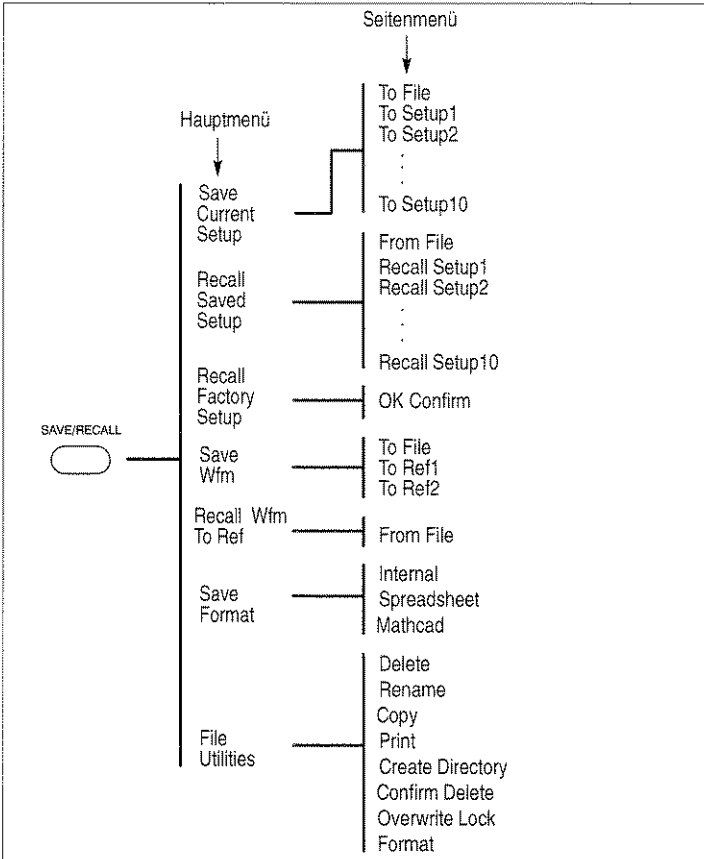 Seitenmenü
Hauptmenü
SAVE/RECALL
Save
Current
Setup
To File
To Setup1
To Setup2
.
.
.
To Setup10
Recall
Saved
Setup
From File
Recall Setup1
Recall Setup2
.
.
.
Recall Setup10
Recall
Factory
Setup
OK Confirm
Save
Wfm
To File
To Ref1
To Ref2
Recall Wfm
To Ref
From File
Save
Format
Internal
Spreadsheet
Mathcad
File
Utilities
Delete
Rename
Copy
Print
Create Directory
Confirm Delete
Overwrite Lock
Format